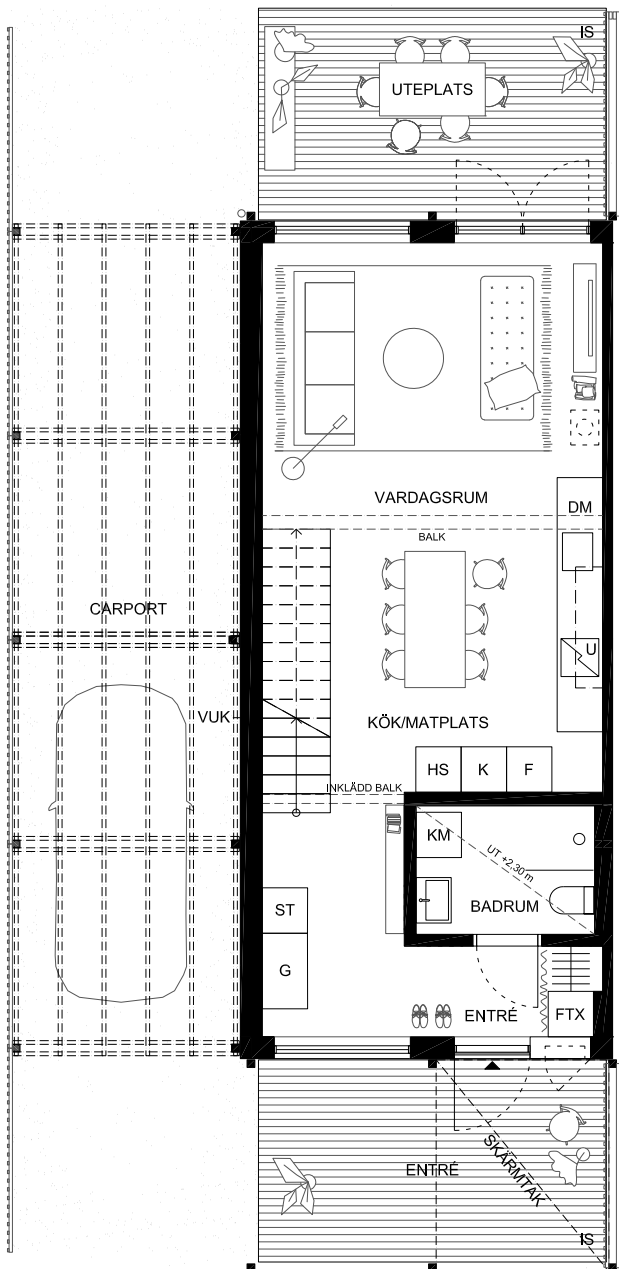 IS
UTEPLATS
VARDAGSRUM
DM
BALK
CARPORT
U
VUK
KÖK/MATPLATS
HS
K
F
INKLÄDD BALK
KM
UT +2,30 m
BADRUM
ST
G
ENTRÉ
FTX
ENTRÉ
SKÄRMTAK
IS